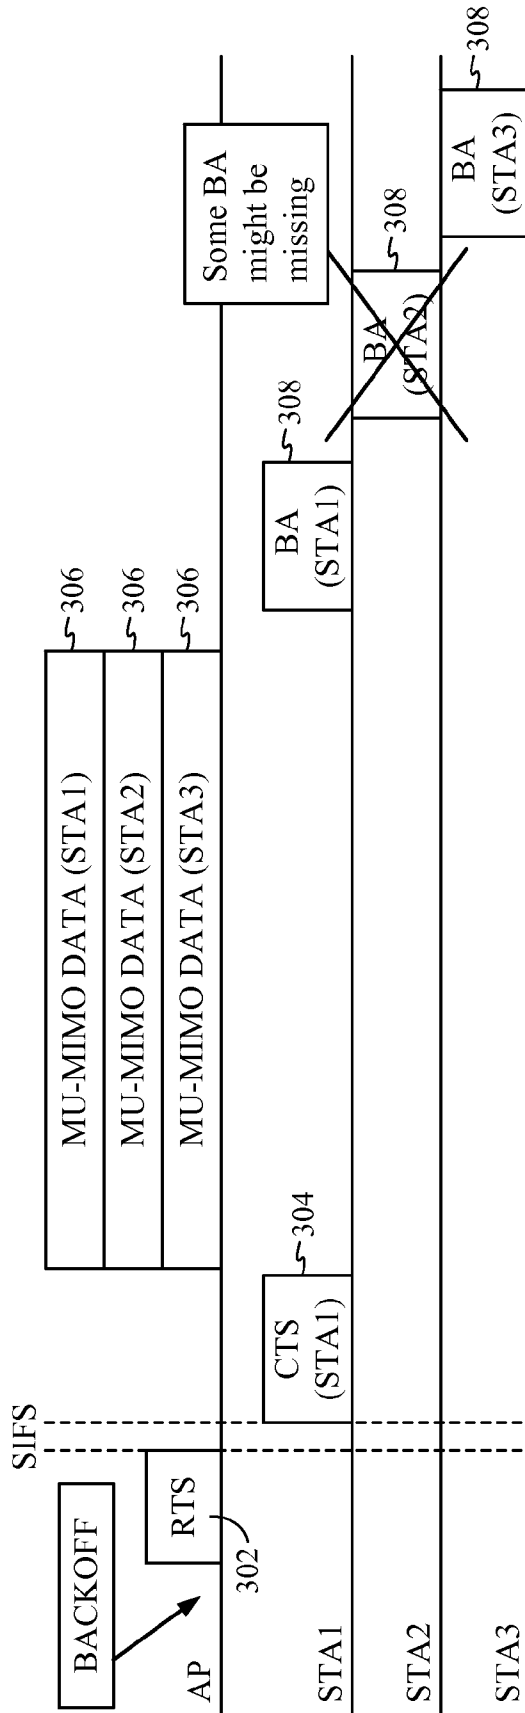 BACKOFF
SIFS
RTS
302
AP
MU-MIMO DATA (STA1)
306
MU-MIMO DATA (STA2)
306
MU-MIMO DATA (STA3)
306
Some BA
might be
missing
CTS
(STA1)
304
BA
(STA1)
308
STA1
BA
(STA2)
308
STA2
BA
(STA3)
308
STA3